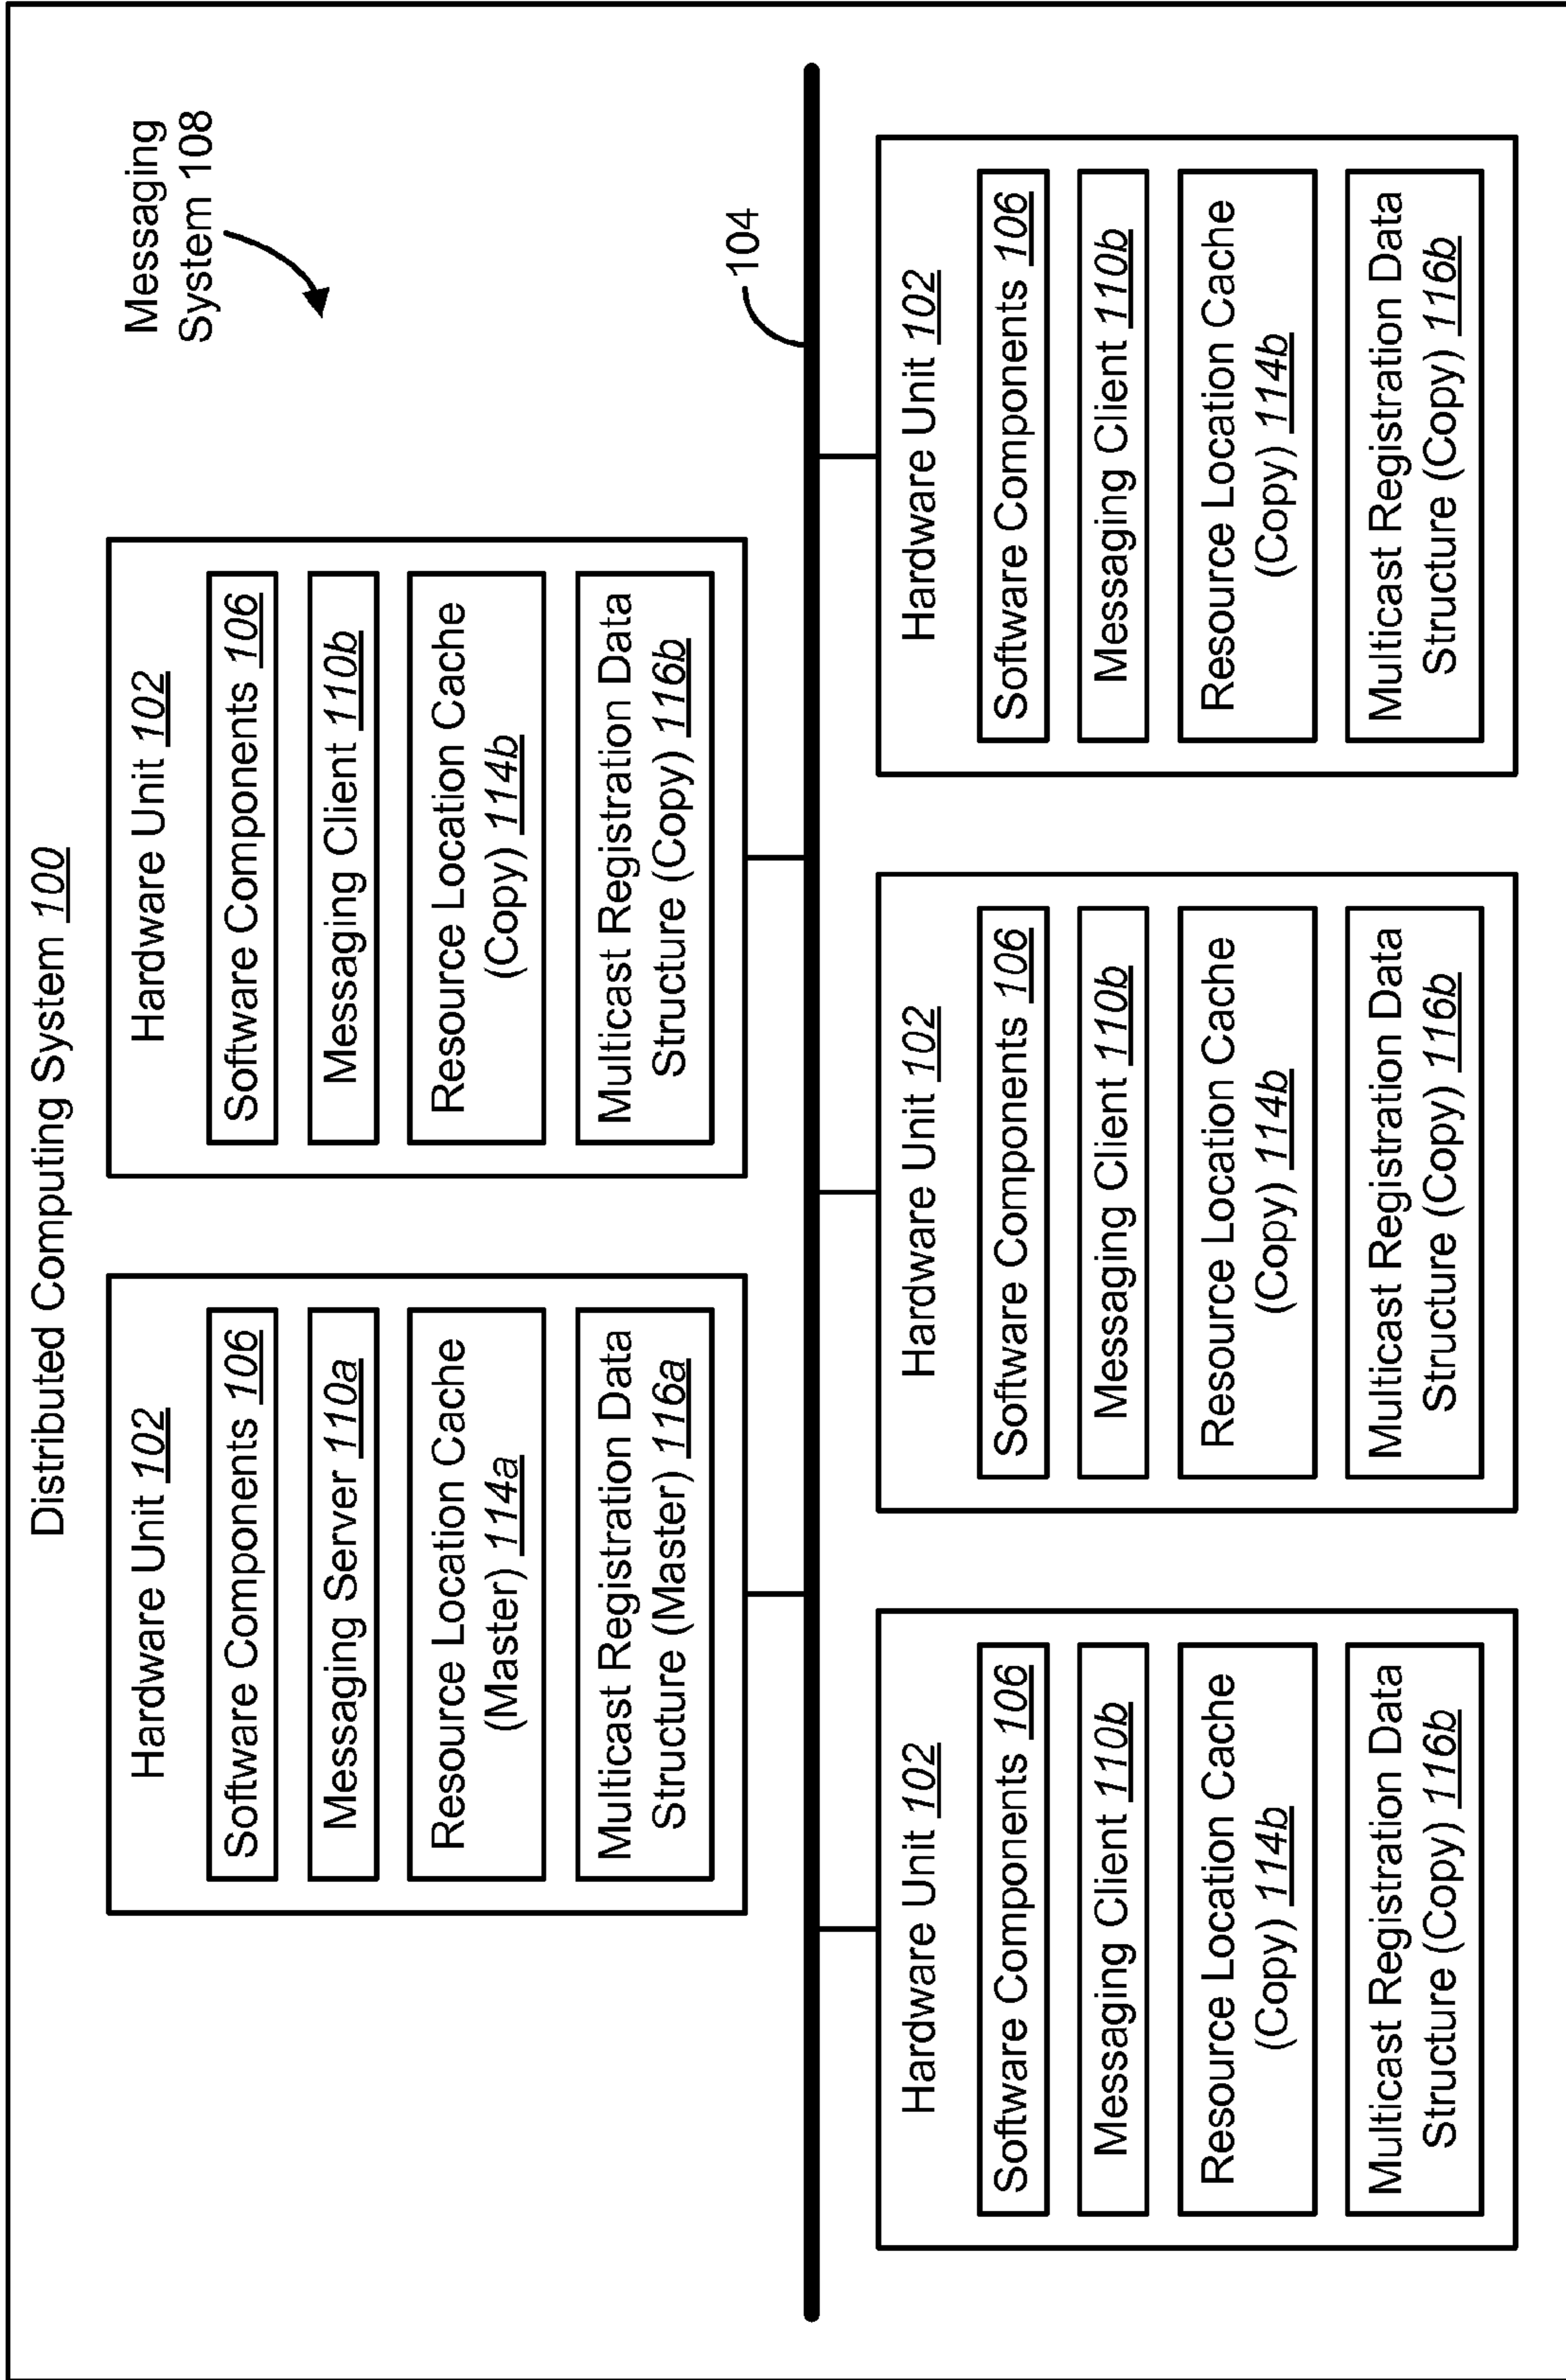 Distributed Computing System 100
Messaging
System 108
Hardware Unit 102
Software Components 106
Messaging Server 110a
Resource Location Cache
(Master) 114a
Multicast Registration Data
Structure (Master) 116a
Hardware Unit 102
Software Components 106
Messaging Client 110b
Resource Location Cache
(Copy) 114b
Multicast Registration Data
Structure (Copy) 116b
104
Hardware Unit 102
Software Components 106
Messaging Client 110b
Resource Location Cache
(Copy) 114b
Multicast Registration Data
Structure (Copy) 116b
Hardware Unit 102
Software Components 106
Messaging Client 110b
Resource Location Cache
(Copy) 114b
Multicast Registration Data
Structure (Copy) 116b
Hardware Unit 102
Software Components 106
Messaging Client 110b
Resource Location Cache
(Copy) 114b
Multicast Registration Data
Structure (Copy) 116b